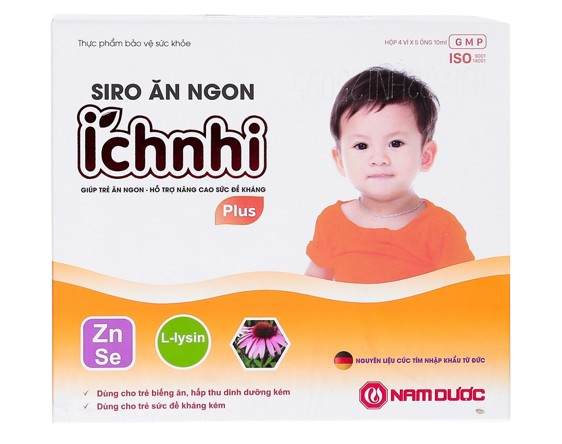 Thực phẩm bảo vệ sức khỏe
HỘP 4 VỈ X 5 ỐNG 10ml
GMP
ISO 9001 14001
SIRO ĂN NGON
ichnhi
GIÚP TRẺ ĂN NGON - HỖ TRỢ NÂNG CAO SỨC ĐỀ KHÁNG
Plus
Zn
Se
L-lysin
NGUYÊN LIỆU CÚC TÍM NHẬP KHẨU TỪ ĐỨC
Dùng cho trẻ biếng ăn, hấp thu dinh dưỡng kém
Dùng cho trẻ sức đề kháng kém
NAM DƯỢC